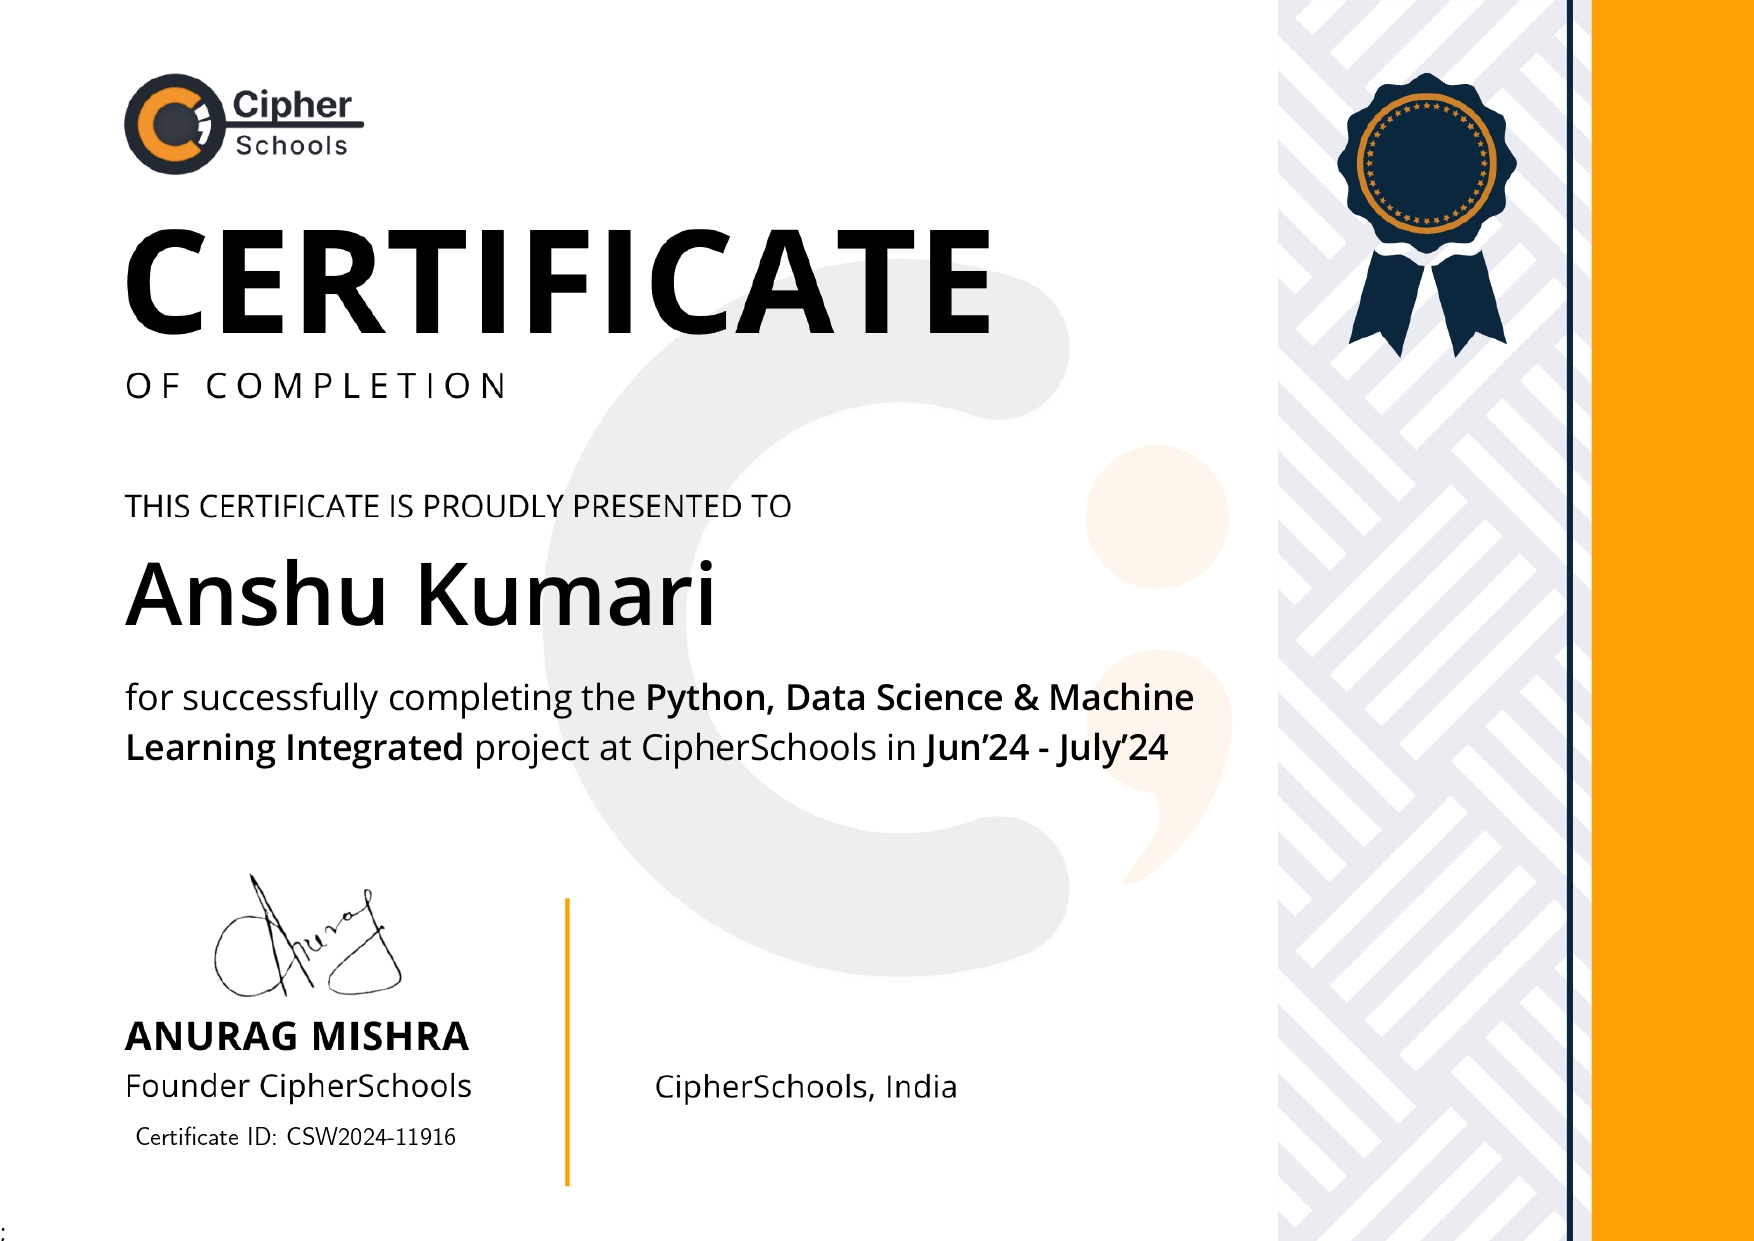 Cipher
Schools
CERTIFICATE
OF COMPLETION
THIS CERTIFICATE IS PROUDLY PRESENTED TO
Anshu Kumari
for successfully completing the Python, Data Science & Machine
Learning Integrated project at CipherSchools in Jun’24 - July’24
Anurag
ANURAG MISHRA
Founder CipherSchools
CipherSchools, India
Certificate ID: CSW2024-11916
;